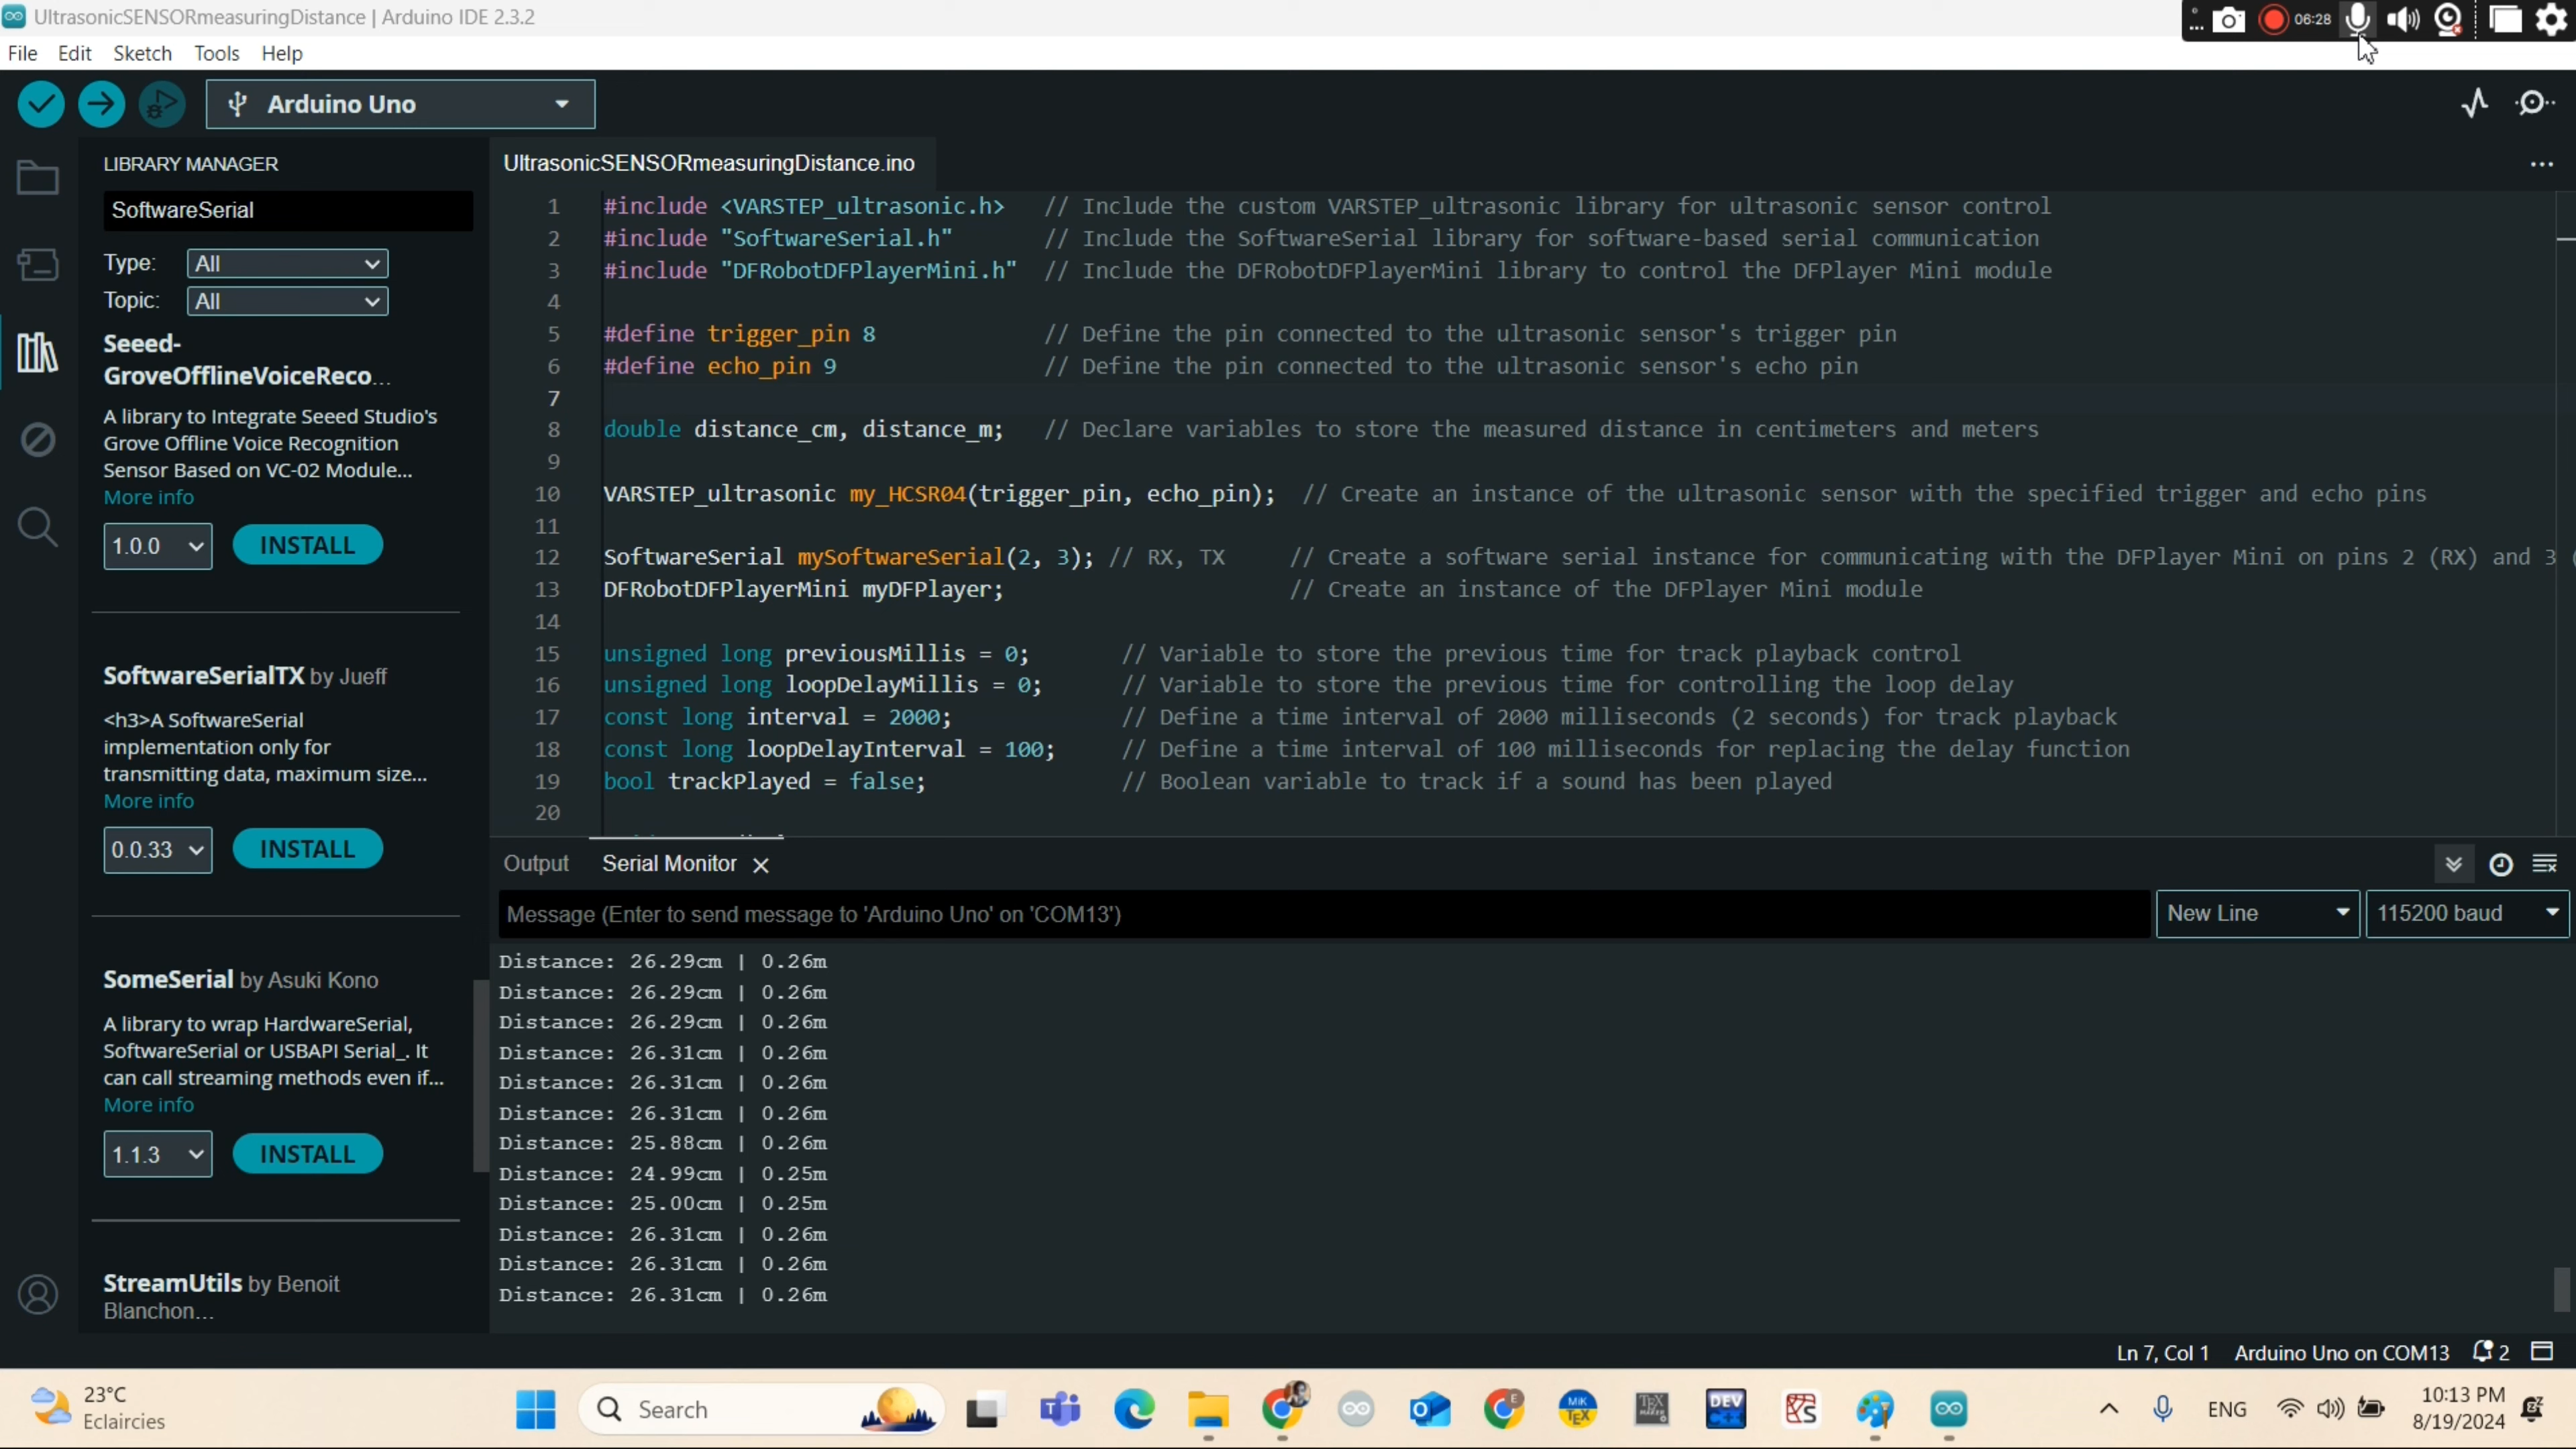 UltrasonicSENSORmeasuringDistance | Arduino IDE 2.3.2
06:28
File Edit Sketch Tools Help
Arduino Uno
LIBRARY MANAGER
SoftwareSerial
Type: All
Topic: All
Seeed-
GroveOfflineVoiceReco...
A library to Integrate Seeed Studio's
Grove Offline Voice Recognition
Sensor Based on VC-02 Module...
More info
1.0.0 INSTALL
SoftwareSerialTX by Jueff
<h3>A SoftwareSerial
implementation only for
transmitting data, maximum size...
More info
0.0.33 INSTALL
SomeSerial by Asuki Kono
A library to wrap HardwareSerial,
SoftwareSerial or USBAPI Serial_. It
can call streaming methods even if...
More info
1.1.3 INSTALL
StreamUtils by Benoit
Blanchon...
UltrasonicSENSORmeasuringDistance.ino
1 #include <VARSTEP_ultrasonic.h> // Include the custom VARSTEP_ultrasonic library for ultrasonic sensor control
2 #include "SoftwareSerial.h" // Include the SoftwareSerial library for software-based serial communication
3 #include "DFRobotDFPlayerMini.h" // Include the DFRobotDFPlayerMini library to control the DFPlayer Mini module
4
5 #define trigger_pin 8 // Define the pin connected to the ultrasonic sensor's trigger pin
6 #define echo_pin 9 // Define the pin connected to the ultrasonic sensor's echo pin
7
8 double distance_cm, distance_m; // Declare variables to store the measured distance in centimeters and meters
9
10 VARSTEP_ultrasonic my_HCSR04(trigger_pin, echo_pin); // Create an instance of the ultrasonic sensor with the specified trigger and echo pins
11
12 SoftwareSerial mySoftwareSerial(2, 3); // RX, TX // Create a software serial instance for communicating with the DFPlayer Mini on pins 2 (RX) and 3 (
13 DFRobotDFPlayerMini myDFPlayer; // Create an instance of the DFPlayer Mini module
14
15 unsigned long previousMillis = 0; // Variable to store the previous time for track playback control
16 unsigned long loopDelayMillis = 0; // Variable to store the previous time for controlling the loop delay
17 const long interval = 2000; // Define a time interval of 2000 milliseconds (2 seconds) for track playback
18 const long loopDelayInterval = 100; // Define a time interval of 100 milliseconds for replacing the delay function
19 bool trackPlayed = false; // Boolean variable to track if a sound has been played
20
Output Serial Monitor
Message (Enter to send message to 'Arduino Uno' on 'COM13') New Line 115200 baud
Distance: 26.29cm | 0.26m
Distance: 26.29cm | 0.26m
Distance: 26.29cm | 0.26m
Distance: 26.31cm | 0.26m
Distance: 26.31cm | 0.26m
Distance: 26.31cm | 0.26m
Distance: 25.88cm | 0.26m
Distance: 24.99cm | 0.25m
Distance: 25.00cm | 0.25m
Distance: 26.31cm | 0.26m
Distance: 26.31cm | 0.26m
Distance: 26.31cm | 0.26m
Ln 7, Col 1 Arduino Uno on COM13 2
23°C
Eclaircies
Search
ENG
10:13 PM
8/19/2024